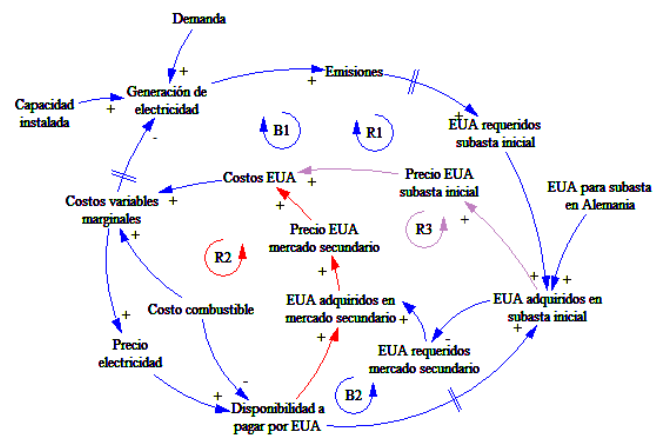 Demanda
Emisiones
Generación de
electricidad
Capacidad
instalada
B1
R1
EUA requeridos
subasta inicial
Costos EUA
Precio EUA
subasta inicial
EUA para subasta
en Alemania
Costos variables
marginales
Precio EUA
mercado secundario
R3
R2
Costo combustible
EUA adquiridos en
mercado secundario
EUA adquiridos en
subasta inicial
Precio
electricidad
EUA requeridos
mercado secundario
B2
Disponibilidad a
pagar por EUA